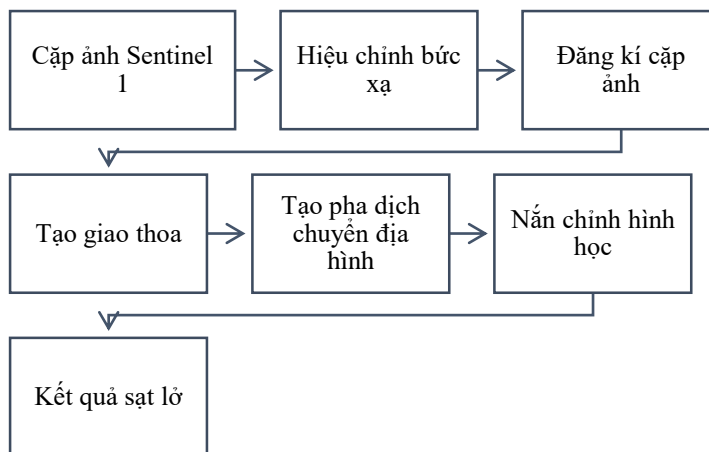 Cặp ảnh Sentinel
1
Hiệu chỉnh bức
xạ
Đăng kí cặp
ảnh
Tạo giao thoa
Tạo pha dịch
chuyển địa
hình
Nắn chỉnh hình
học
Kết quả sạt lở